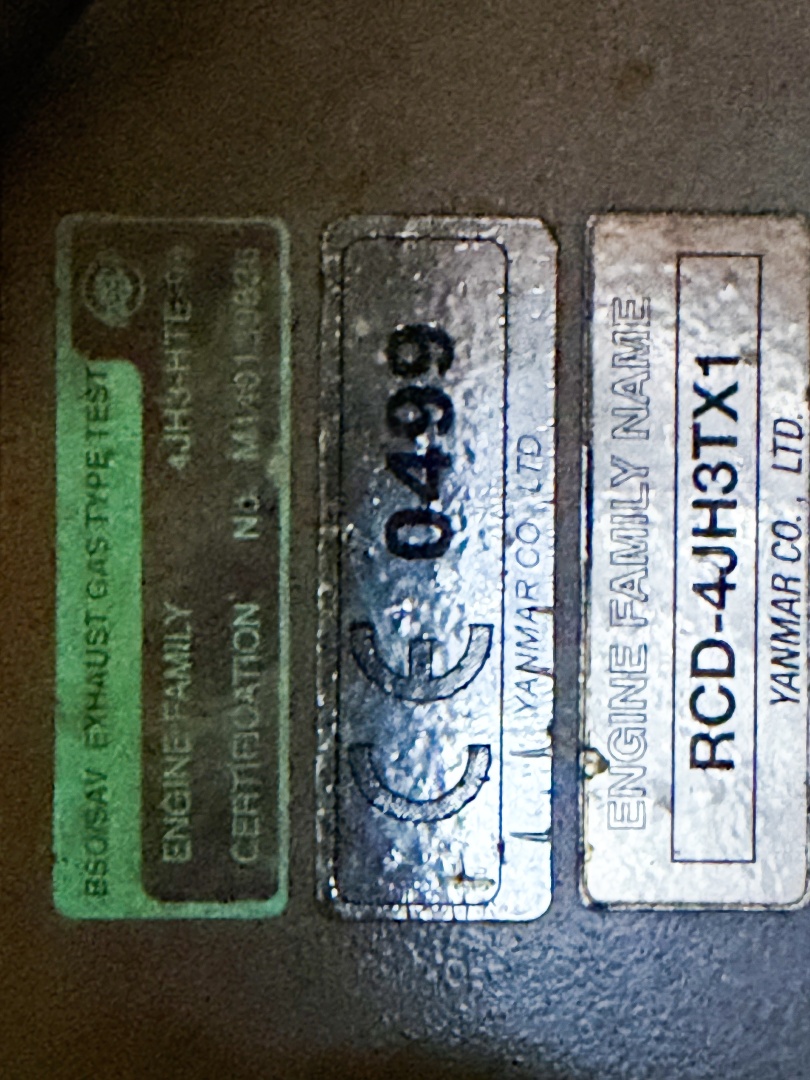 BSO/SAV EXHAUST GAS TYPE TEST
ENGINE FAMILY
CERTIFICATION No.
CE 0499
YANMAR CO., LTD.
ENGINE FAMILY NAME
RCD-4JH3TX1
YANMAR CO., LTD.